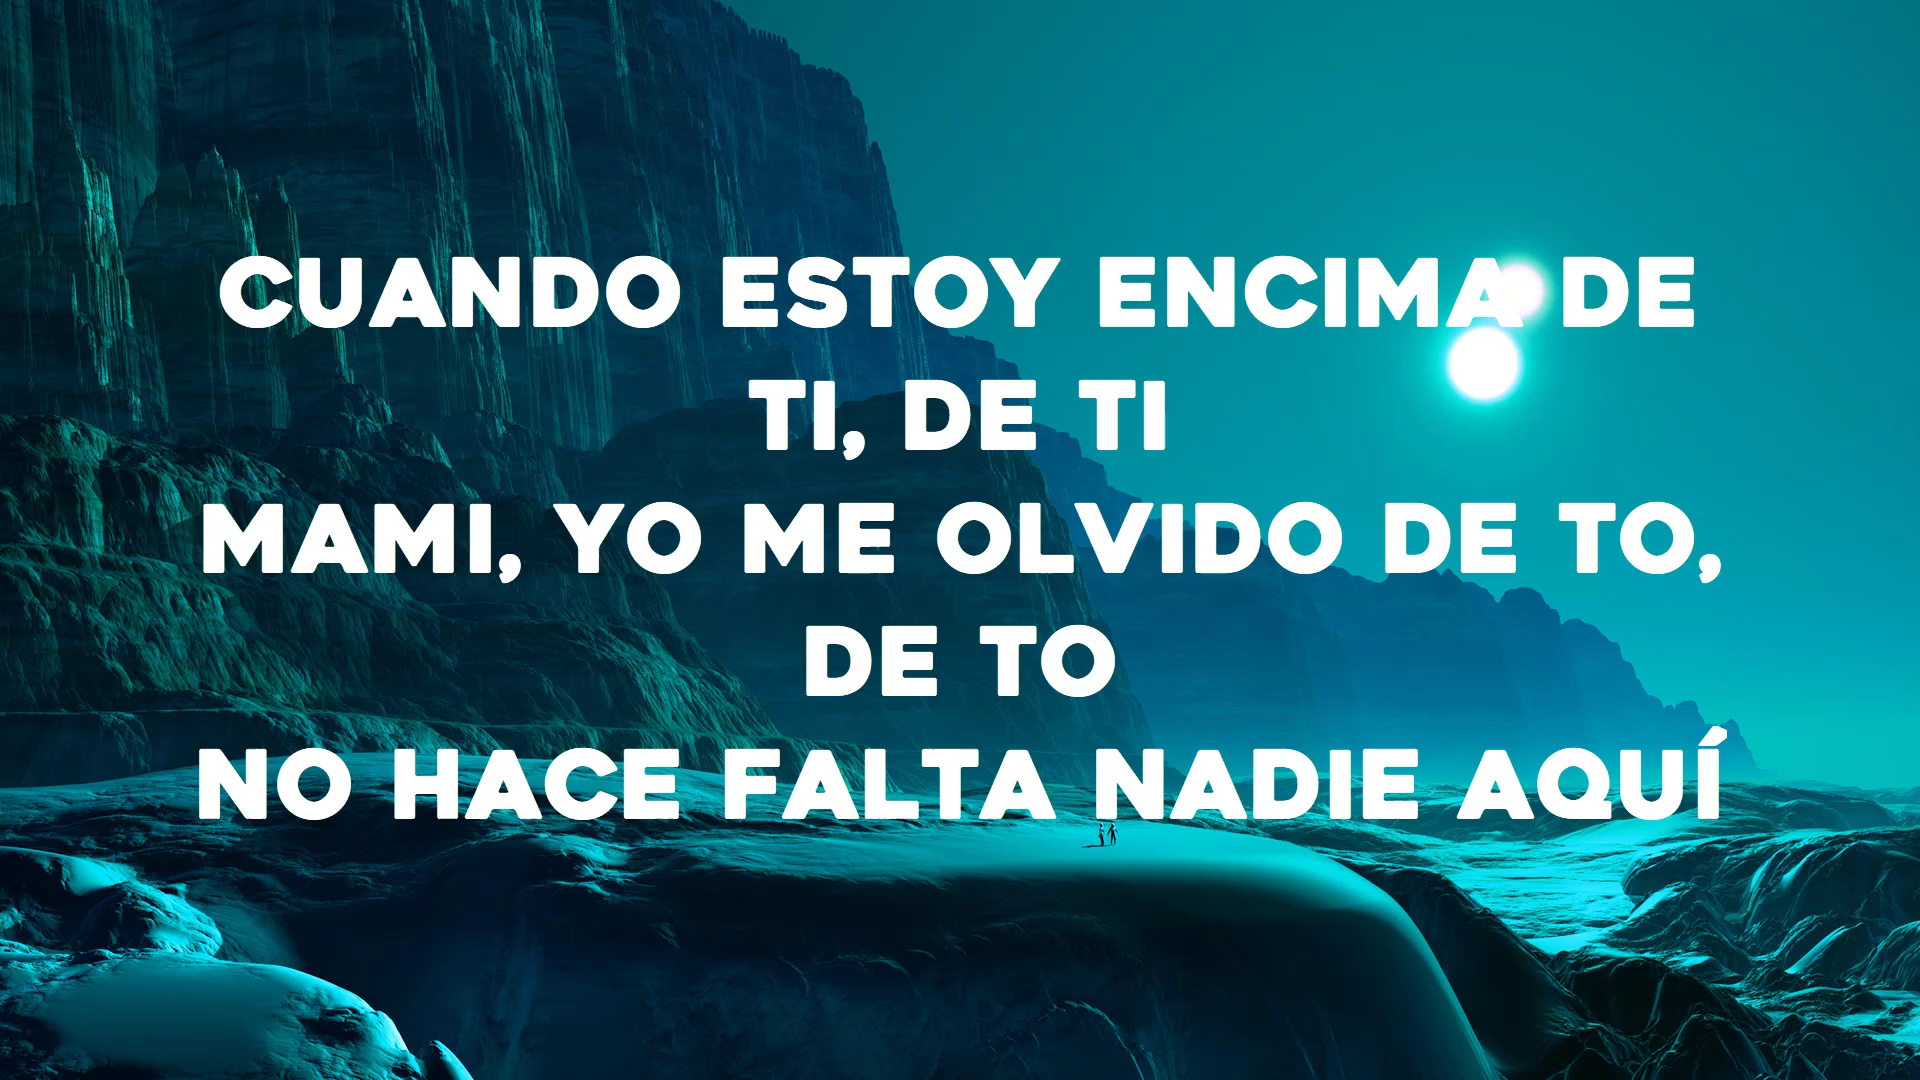 CUANDO ESTOY ENCIMA DE
TI, DE TI
MAMI, YO ME OLVIDO DE TO,
DE TO
NO HACE FALTA NADIE AQUÍ